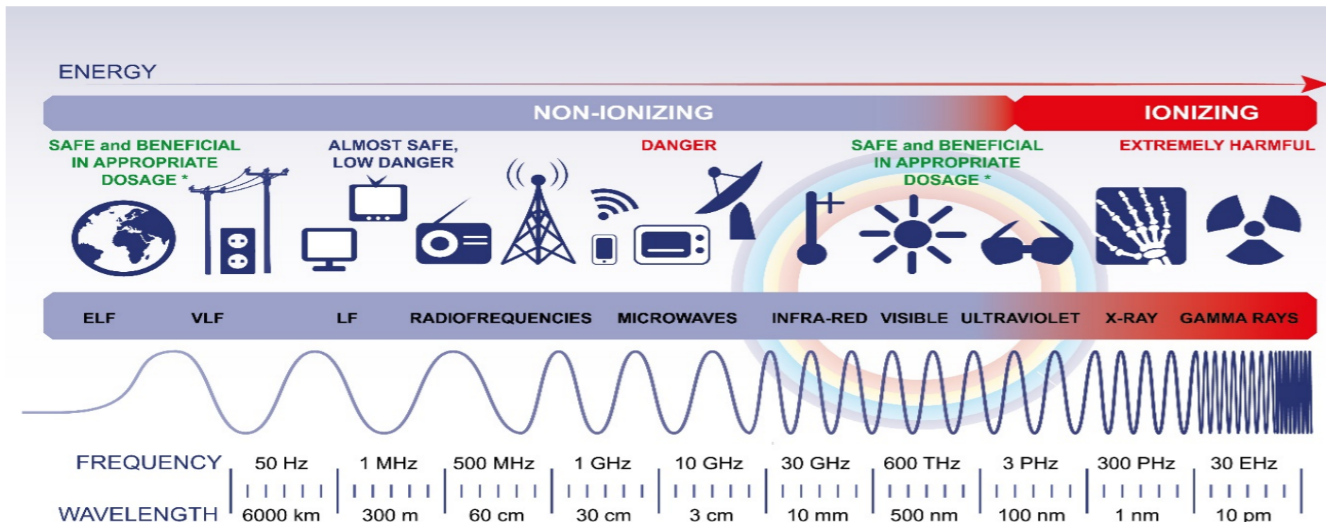 ENERGY
NON-IONIZING
IONIZING
SAFE and BENEFICIAL
IN APPROPRIATE
DOSAGE *
ALMOST SAFE,
LOW DANGER
DANGER
SAFE and BENEFICIAL
IN APPROPRIATE
DOSAGE *
EXTREMELY HARMFUL
ELF VLF LF RADIOFREQUENCIES MICROWAVES INFRA-RED VISIBLE ULTRAVIOLET X-RAY GAMMA RAYS
FREQUENCY 50 Hz 1 MHz 500 MHz 1 GHz 10 GHz 30 GHz 600 THz 3 PHz 300 PHz 30 EHz
WAVELENGTH 6000 km 300 m 60 cm 30 cm 3 cm 10 mm 500 nm 100 nm 1 nm 10 pm